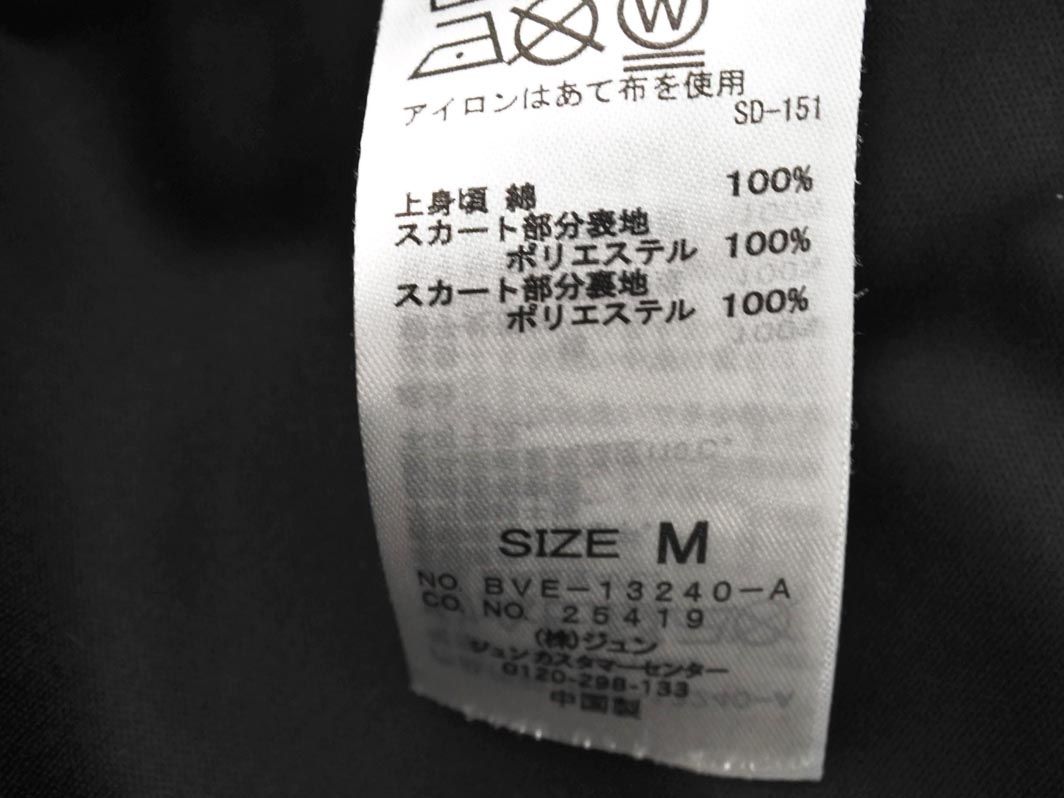 W
アイロンはあて布を使用
SD-151
上身頃 綿 100%
スカート部分表地
ポリエステル 100%
スカート部分裏地
ポリエステル 100%
SIZE M
NO. BVE-13240-A
CO. NO. 25419
(株)ジュン
ジュンカスタマーセンター
0120-298-133
中国製